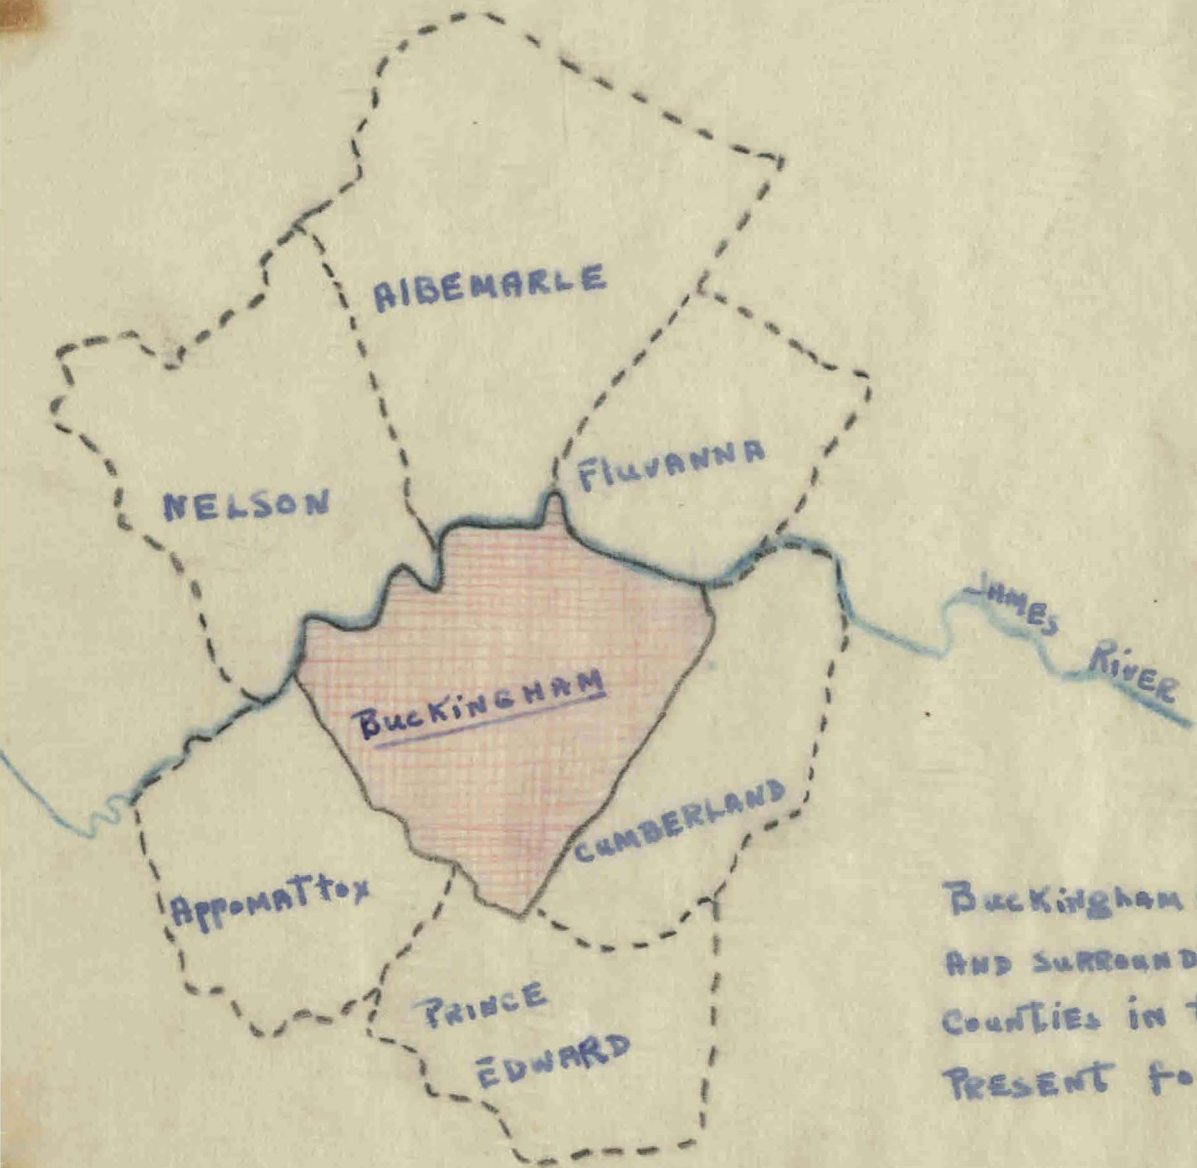 AlBEMARLE
FluVANNA
NELSON
JAMES
RivER
BucKiNGHAM
CUMBERLAND
APPOMATTOX
PRINCE
EDWARD
BucKingham
AND SURROUND
COUNTIES iN
PRESENT fo